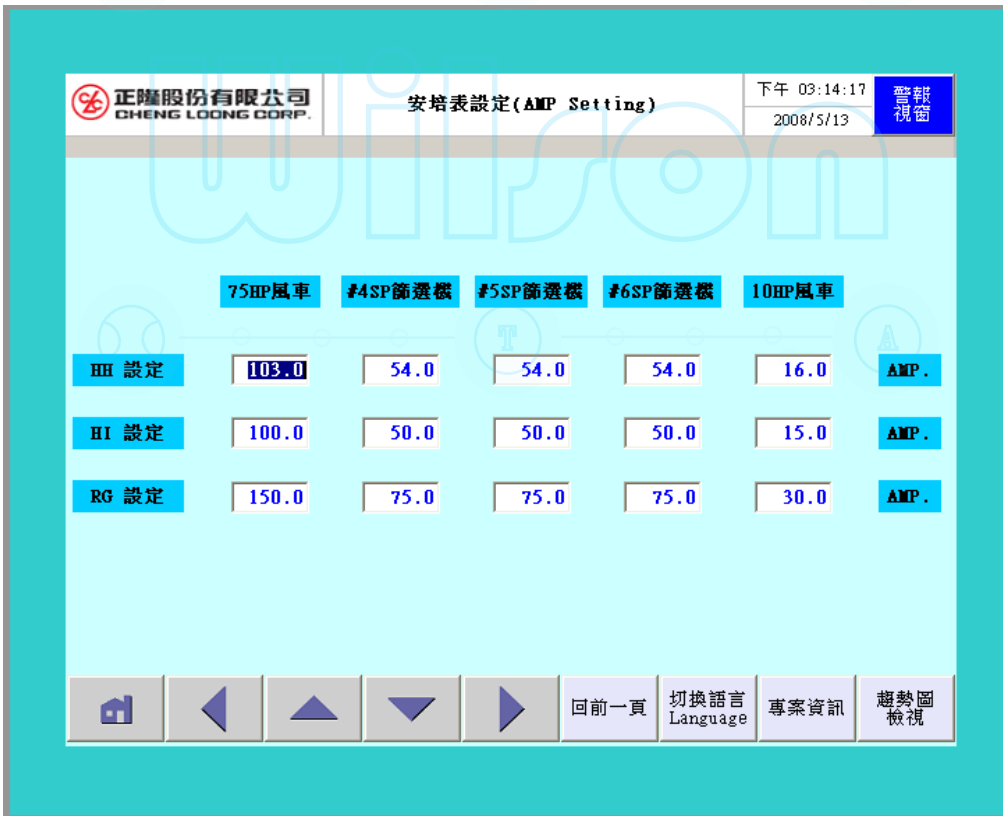 正隆股份有限公司
CHENG LOONG CORP.
安培表設定(AMP Setting)
下午 03:14:17
2008/5/13
警報
視窗
Wilson
75HP風車 #4SP篩選機 #5SP篩選機 #6SP篩選機 10HP風車
T A
HH 設定 103.0 54.0 54.0 54.0 16.0 AMP.
HI 設定 100.0 50.0 50.0 50.0 15.0 AMP.
RG 設定 150.0 75.0 75.0 75.0 30.0 AMP.
回前一頁
切換語言
Language
專案資訊
趨勢圖
檢視